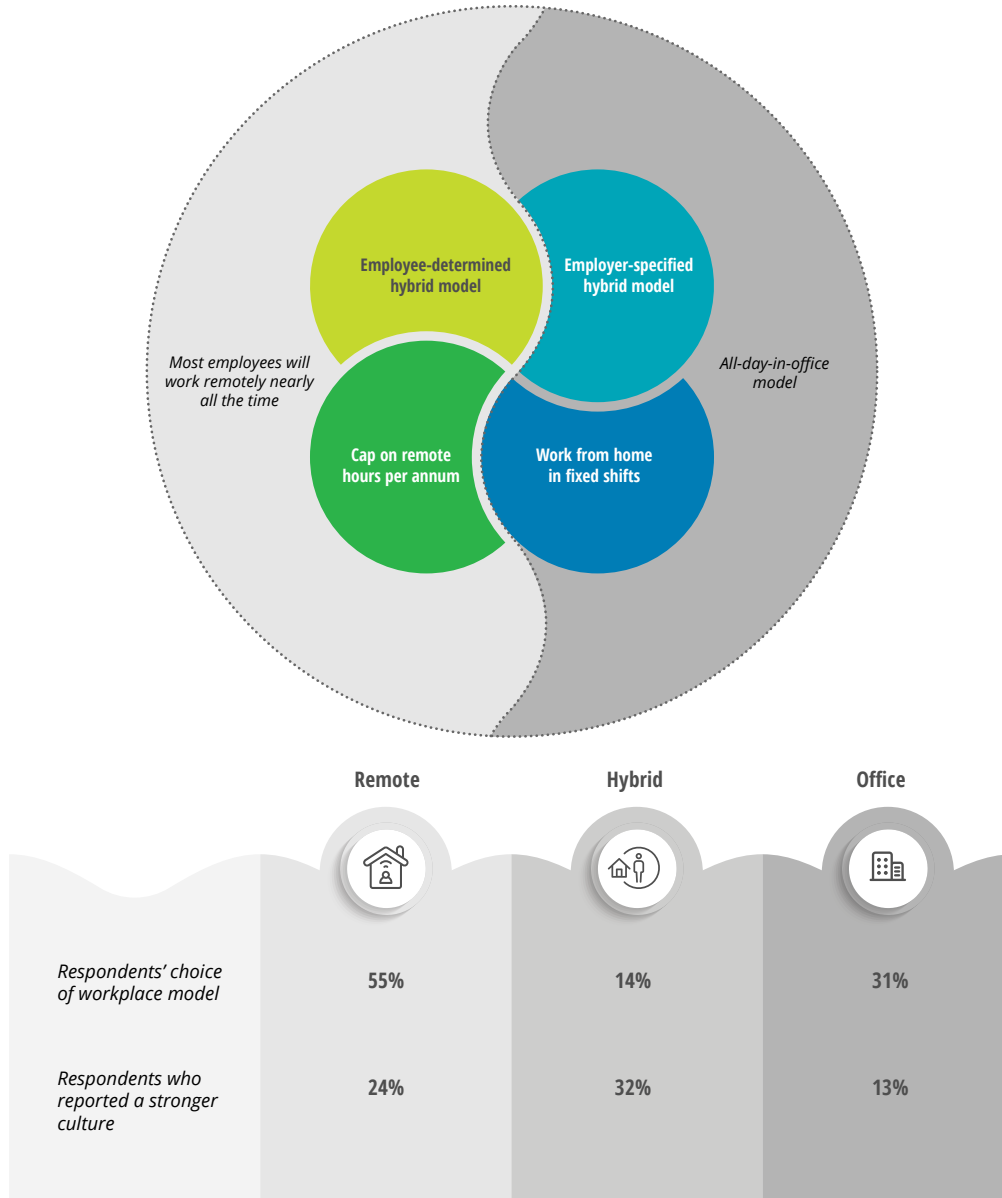 Employee-determined
hybrid model
Employer-specified
hybrid model
Most employees will
work remotely nearly
all the time
All-day-in-office
model
Cap on remote
hours per annum
Work from home
in fixed shifts
Remote
Hybrid
Office
Respondents’ choice
of workplace model
55%
14%
31%
Respondents who
reported a stronger
culture
24%
32%
13%